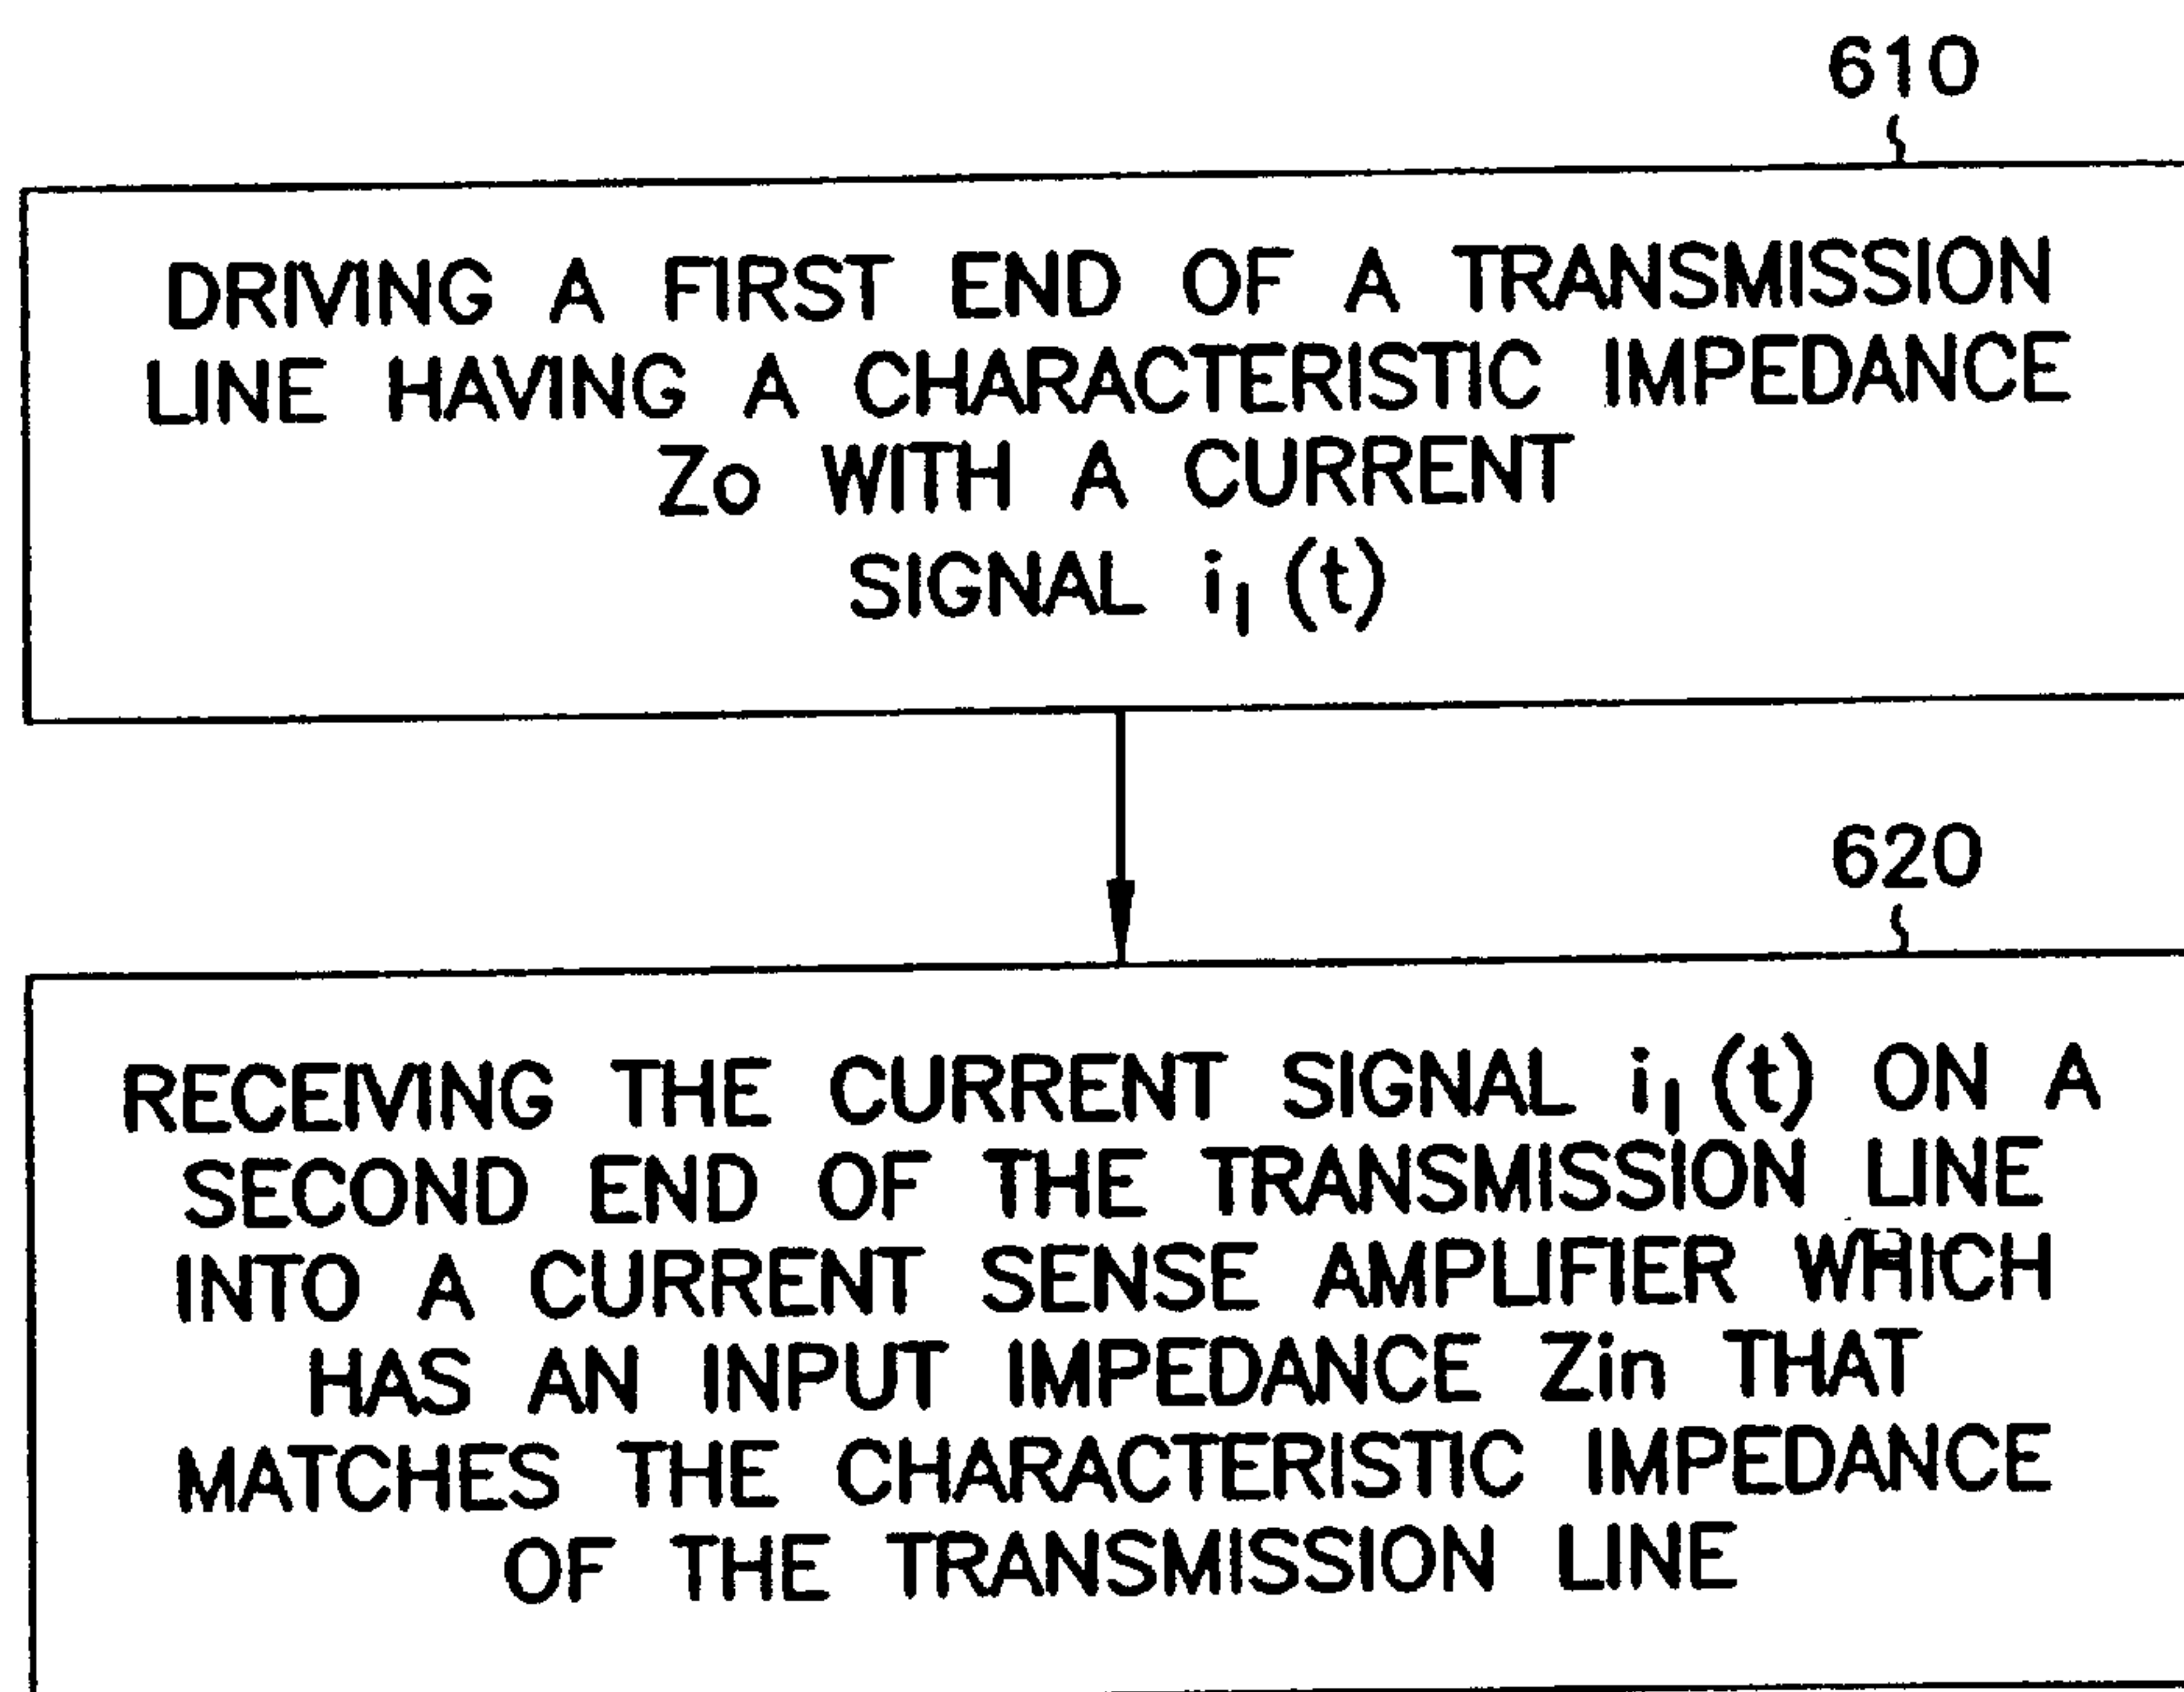 610
DRIVING A FIRST END OF A TRANSMISSION
LINE HAVING A CHARACTERISTIC IMPEDANCE
Zo WITH A CURRENT
SIGNAL i₁ (t)
620
RECEIVING THE CURRENT SIGNAL i₁ (t) ON A
SECOND END OF THE TRANSMISSION LINE
INTO A CURRENT SENSE AMPLIFIER WHICH
HAS AN INPUT IMPEDANCE Zin THAT
MATCHES THE CHARACTERISTIC IMPEDANCE
OF THE TRANSMISSION LINE